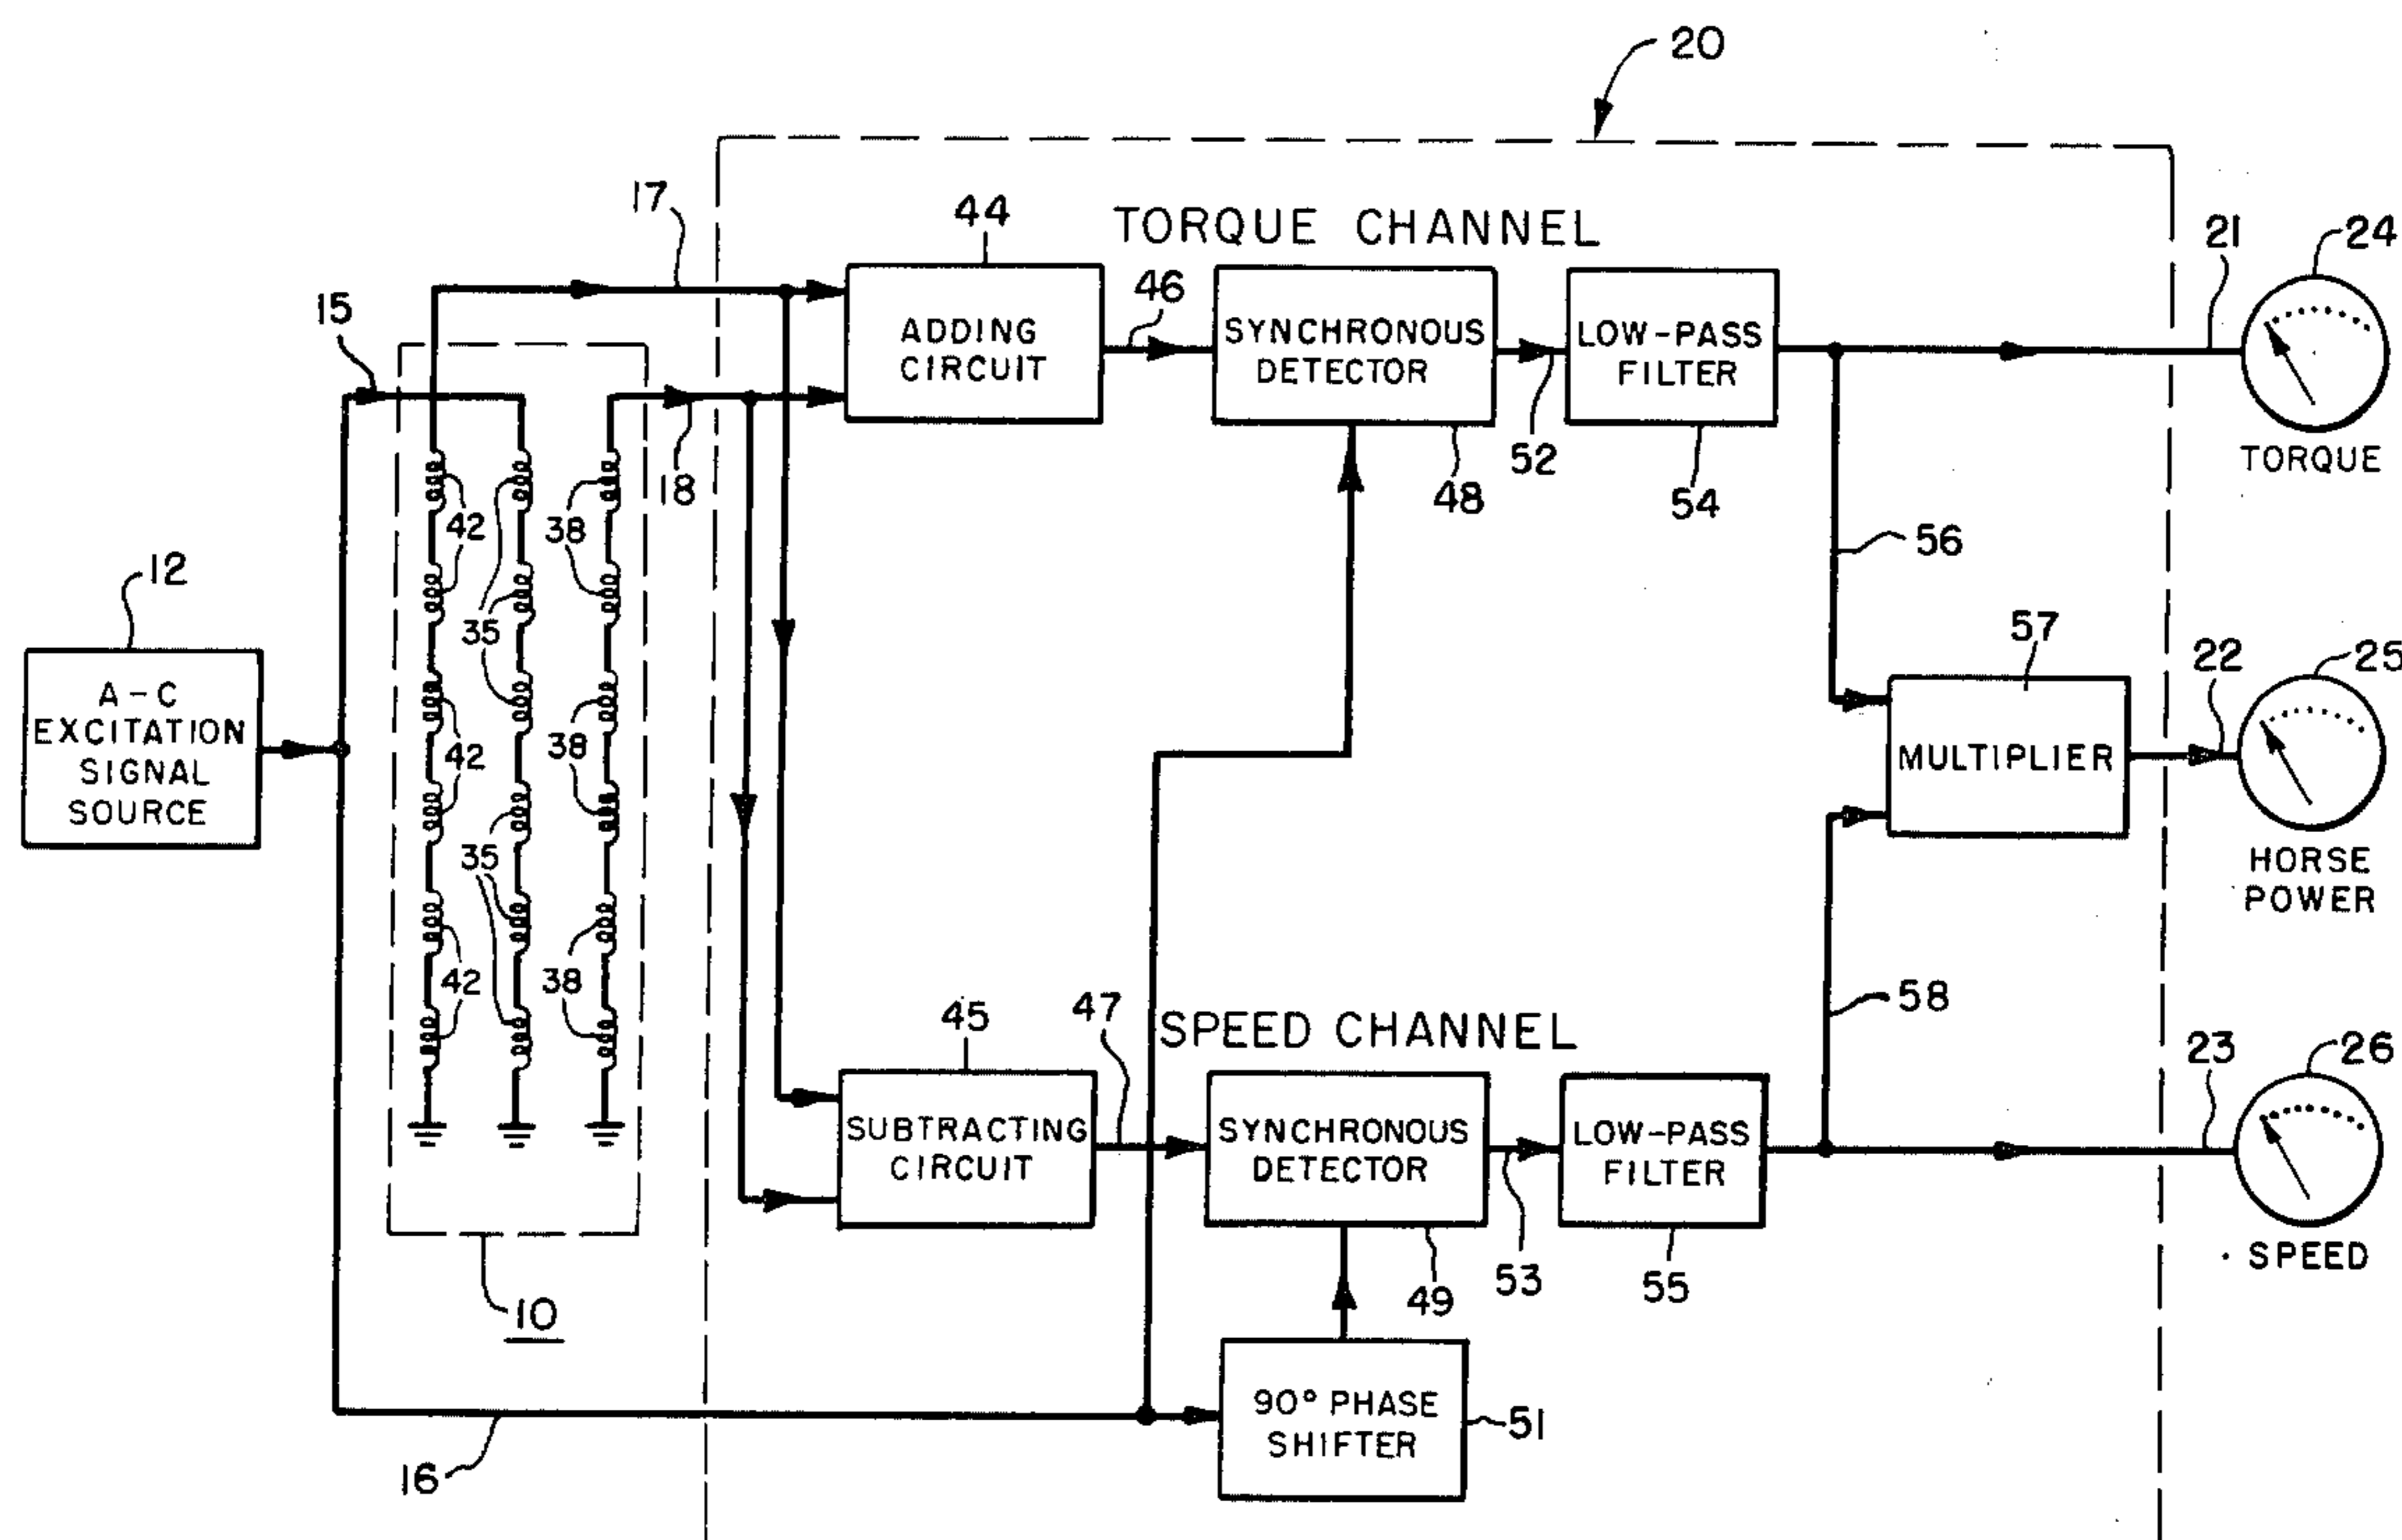 20
17
44
TORQUE CHANNEL
21
24
15
46
ADDING
CIRCUIT
SYNCHRONOUS
DETECTOR
LOW-PASS
FILTER
18
52
48
54
TORQUE
42
35
38
12
56
A-C
EXCITATION
SIGNAL
SOURCE
57
22
25
42
38
MULTIPLIER
35
HORSE
POWER
42
38
45
47
SPEED CHANNEL
58
23
26
SUBTRACTING
CIRCUIT
SYNCHRONOUS
DETECTOR
LOW-PASS
FILTER
SPEED
10
49
53
55
90° PHASE
SHIFTER
51
16